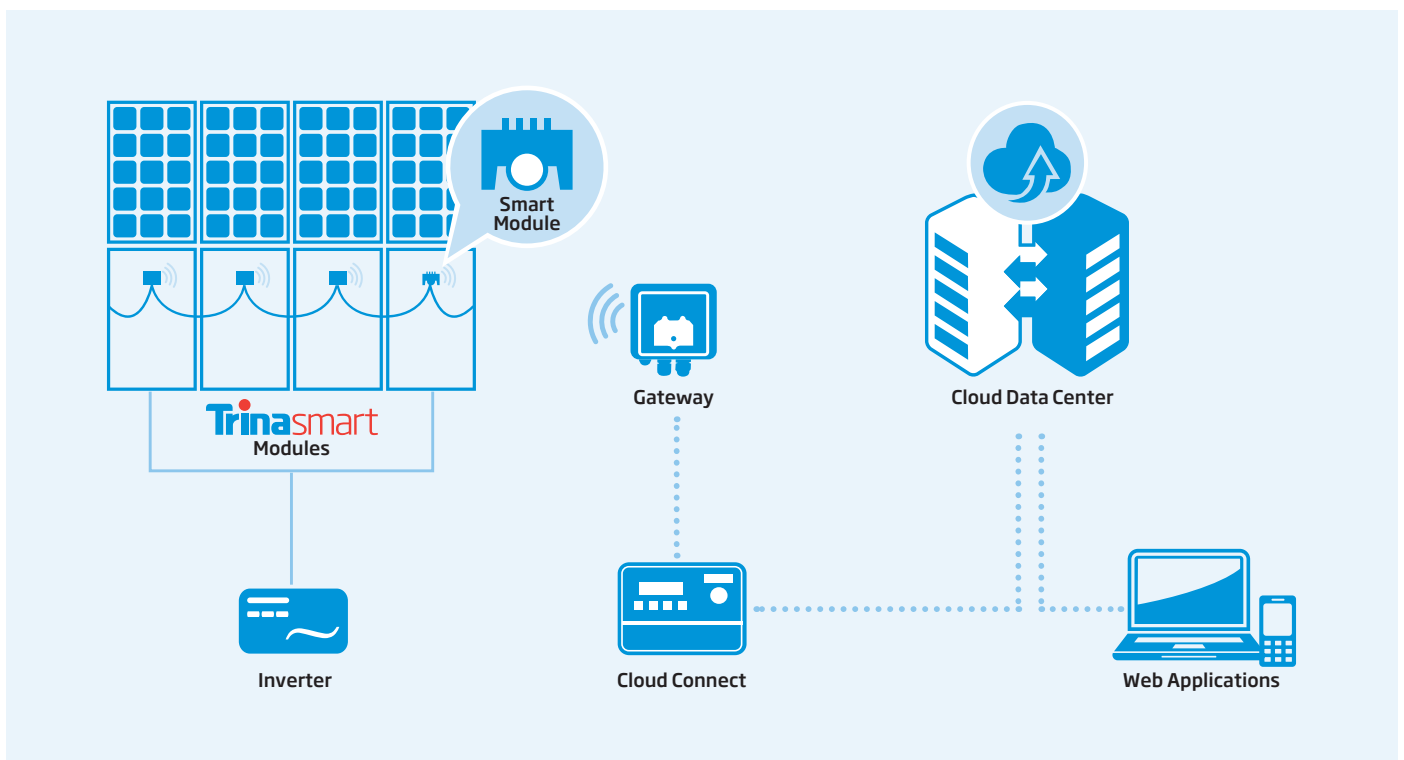 Smart
Module
Trinasmart
Modules
Gateway
Cloud Data Center
Inverter
Cloud Connect
Web Applications